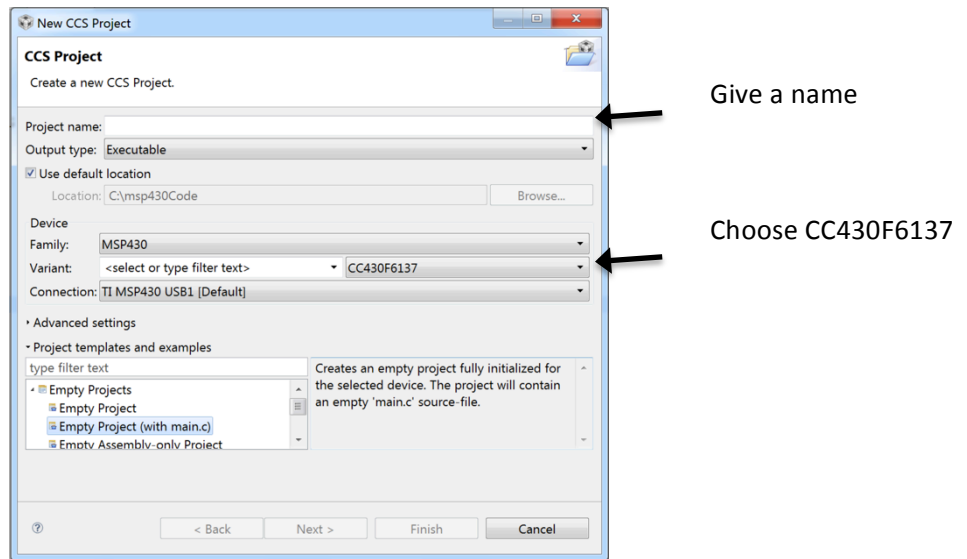 New CCS Project
CCS Project
Create a new CCS Project.
Give a name
Project name:
Output type: Executable
Use default location
Location: C:\msp430Code Browse...
Device
Choose CC430F6137
Family: MSP430
Variant: <select or type filter text> CC430F6137
Connection: TI MSP430 USB1 [Default]
Advanced settings
Project templates and examples
type filter text
Creates an empty project fully initialized for
the selected device. The project will contain
an empty 'main.c' source-file.
Empty Projects
Empty Project
Empty Project (with main.c)
Empty Assembly-only Project
? < Back Next > Finish Cancel